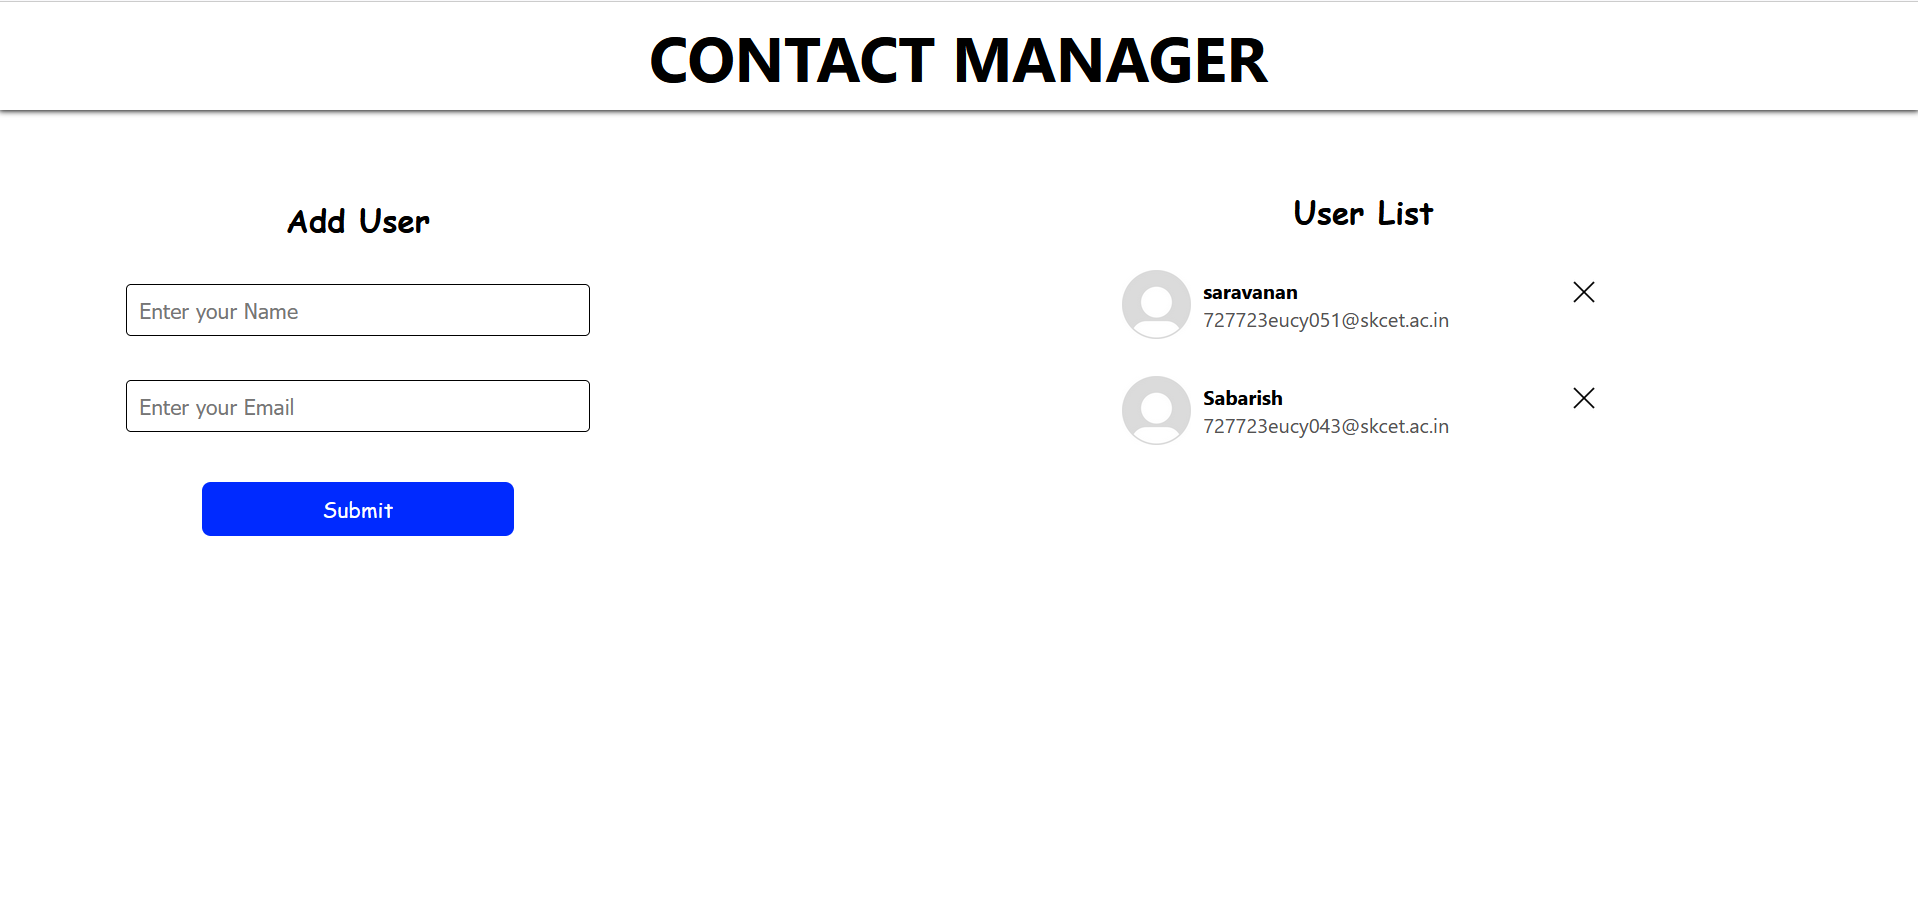 CONTACT MANAGER
Add User
Enter your Name
Enter your Email
Submit
User List
saravanan
727723eucy051@skcet.ac.in
Sabarish
727723eucy043@skcet.ac.in